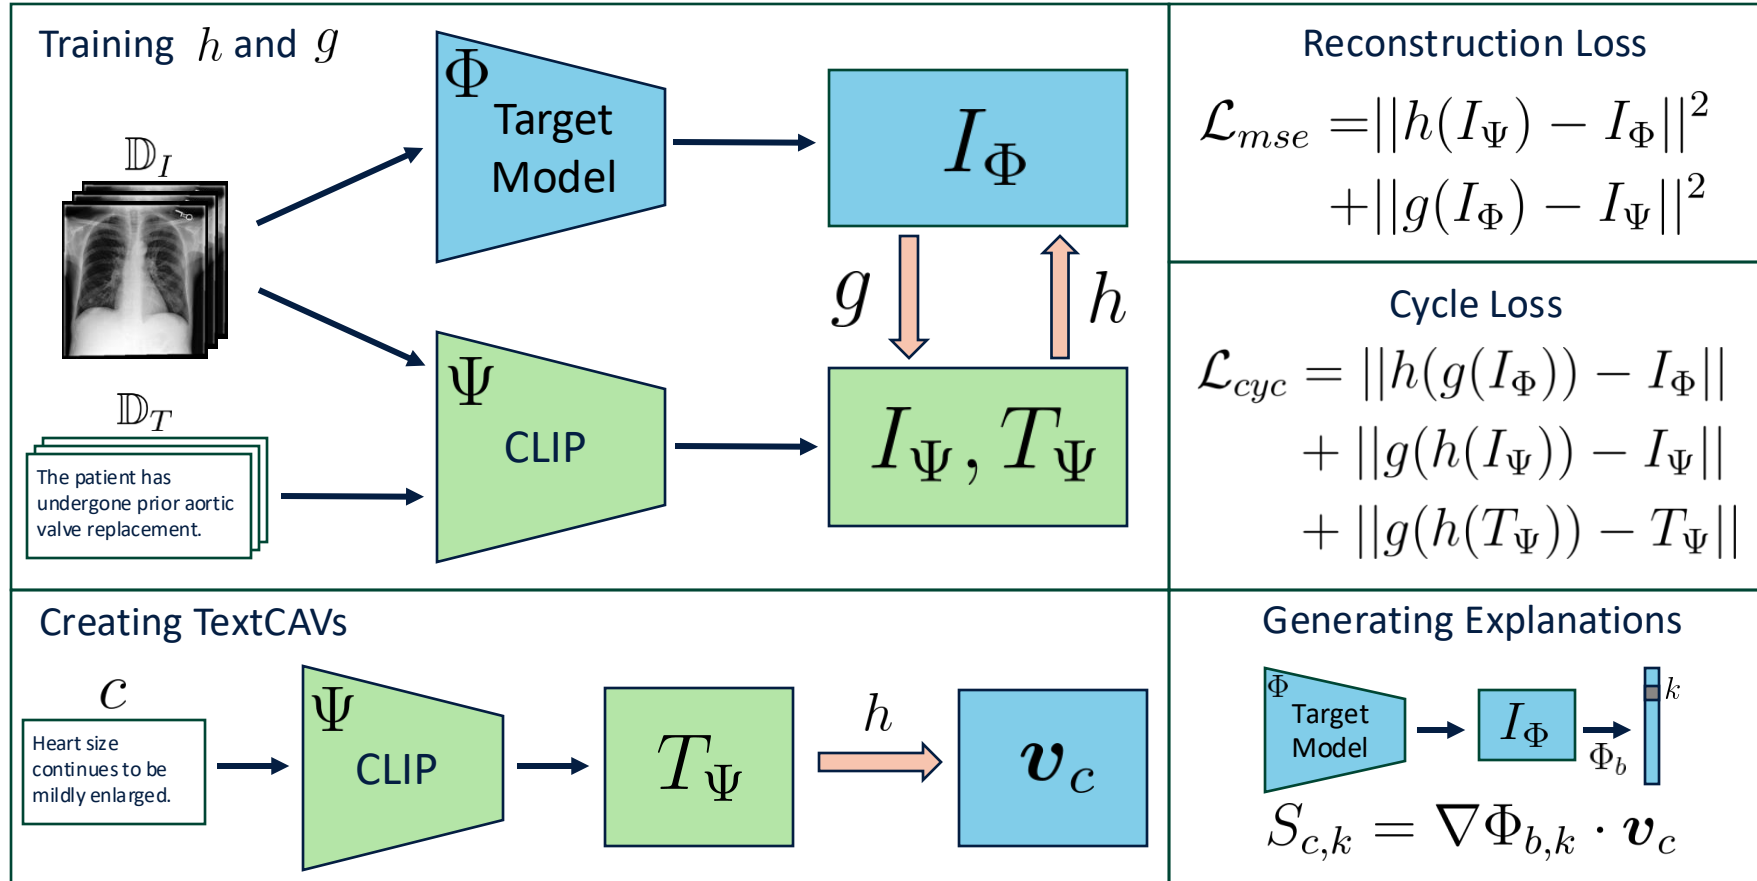 Training h and g
𝔻_I
𝔻_T
The patient has
undergone prior aortic
valve replacement.
Φ
Target
Model
Ψ
CLIP
I_Φ
g
h
I_Ψ, T_Ψ
Reconstruction Loss
ℒ_mse =||h(I_Ψ) − I_Φ||²
+||g(I_Φ) − I_Ψ||²
Cycle Loss
ℒ_cyc = ||h(g(I_Φ)) − I_Φ||
+ ||g(h(I_Ψ)) − I_Ψ||
+ ||g(h(T_Ψ)) − T_Ψ||
Creating TextCAVs
c
Heart size
continues to be
mildly enlarged.
Ψ
CLIP
T_Ψ
h
v_c
Generating Explanations
Φ
Target
Model
I_Φ
Φ_b
k
S_{c,k} = ∇Φ_{b,k} · v_c